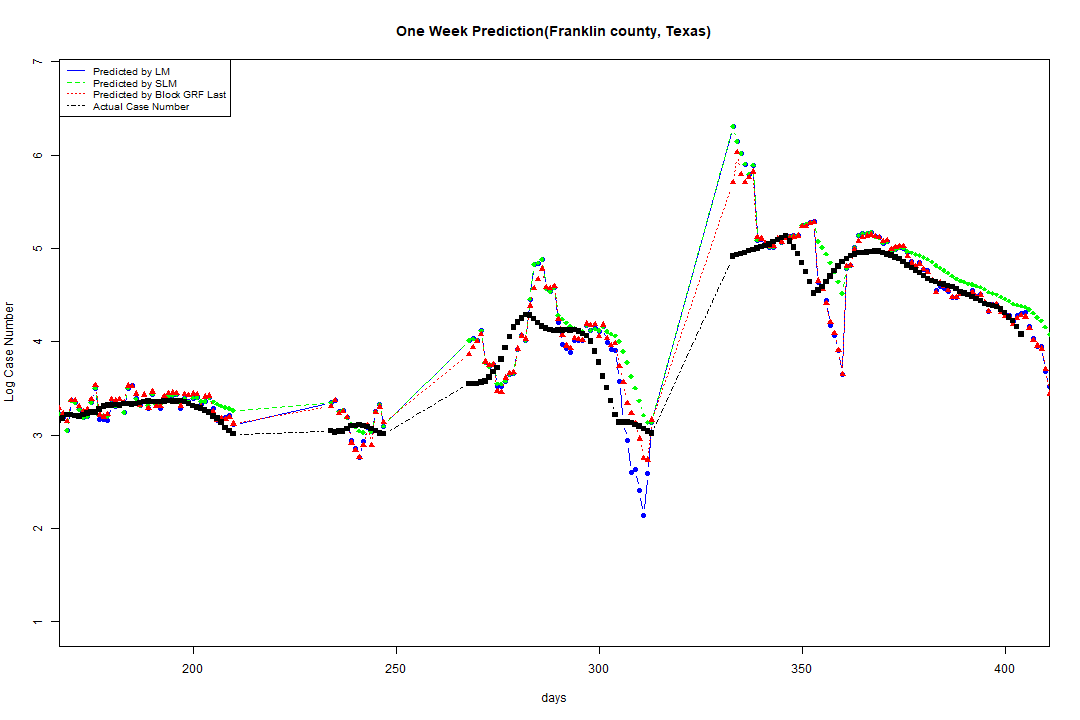 One Week Prediction(Franklin county, Texas)
Predicted by LM
Predicted by SLM
Predicted by Block GRF Last
Actual Case Number
7
6
5
4
3
2
1
Log Case Number
200 250 300 350 400
days